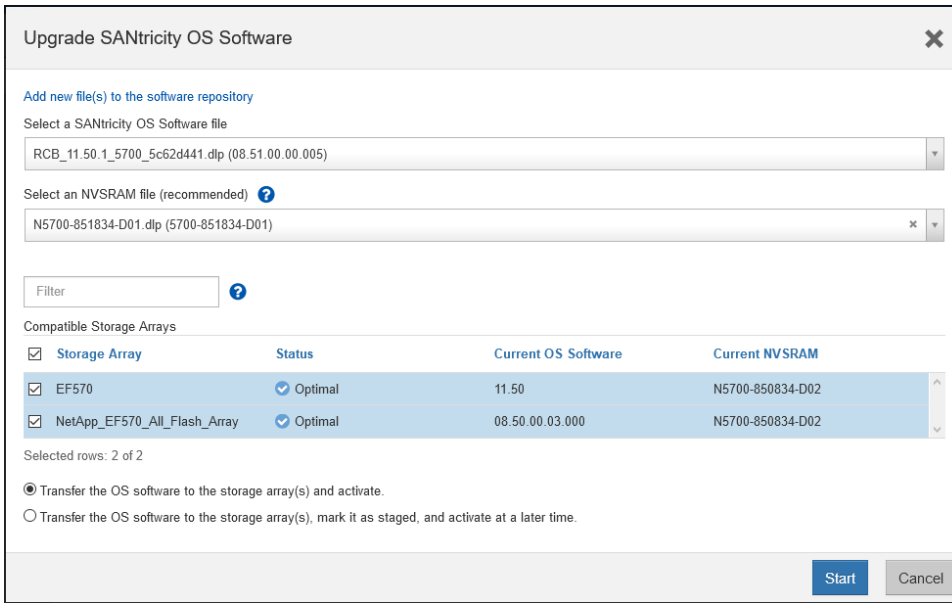 Upgrade SANtricity OS Software
Add new file(s) to the software repository
Select a SANtricity OS Software file
RCB_11.50.1_5700_5c62d441.dlp (08.51.00.00.005)
Select an NVSRAM file (recommended) ?
N5700-851834-D01.dlp (5700-851834-D01)
Filter ?
Compatible Storage Arrays
Storage Array Status Current OS Software Current NVSRAM
EF570 Optimal 11.50 N5700-850834-D02
NetApp_EF570_All_Flash_Array Optimal 08.50.00.03.000 N5700-850834-D02
Selected rows: 2 of 2
Transfer the OS software to the storage array(s) and activate.
Transfer the OS software to the storage array(s), mark it as staged, and activate at a later time.
Start Cancel